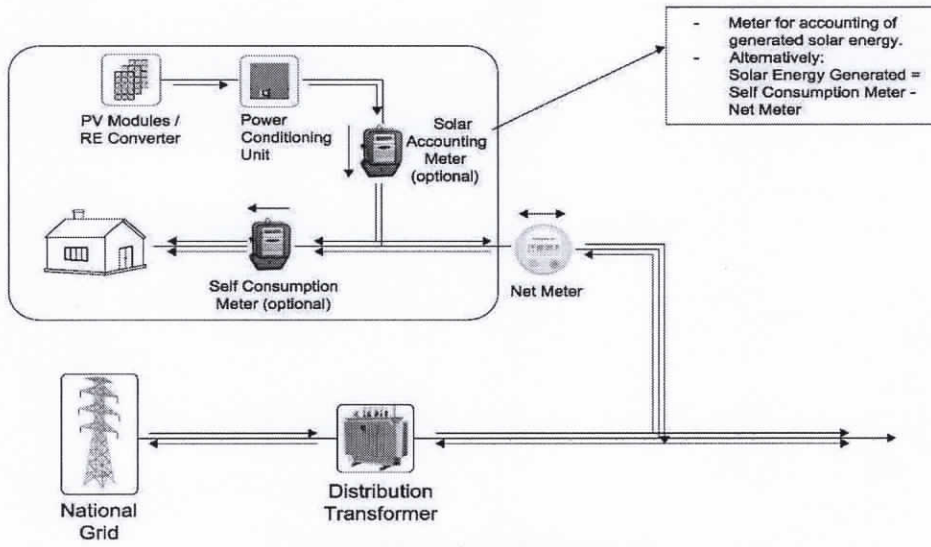 - Meter for accounting of
generated solar energy.
- Alternatively:
Solar Energy Generated =
Self Consumption Meter -
Net Meter
PV Modules /
RE Converter
Power
Conditioning
Unit
Solar
Accounting
Meter
(optional)
Self Consumption
Meter (optional)
Net Meter
National
Grid
Distribution
Transformer